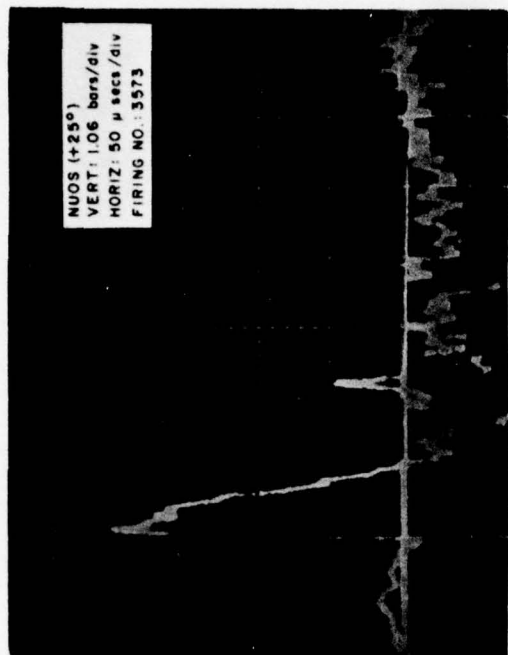 NUOS (+25°)
VERT: 1.06 bars/div
HORIZ: 50 μ secs/div
FIRING NO.: 3573